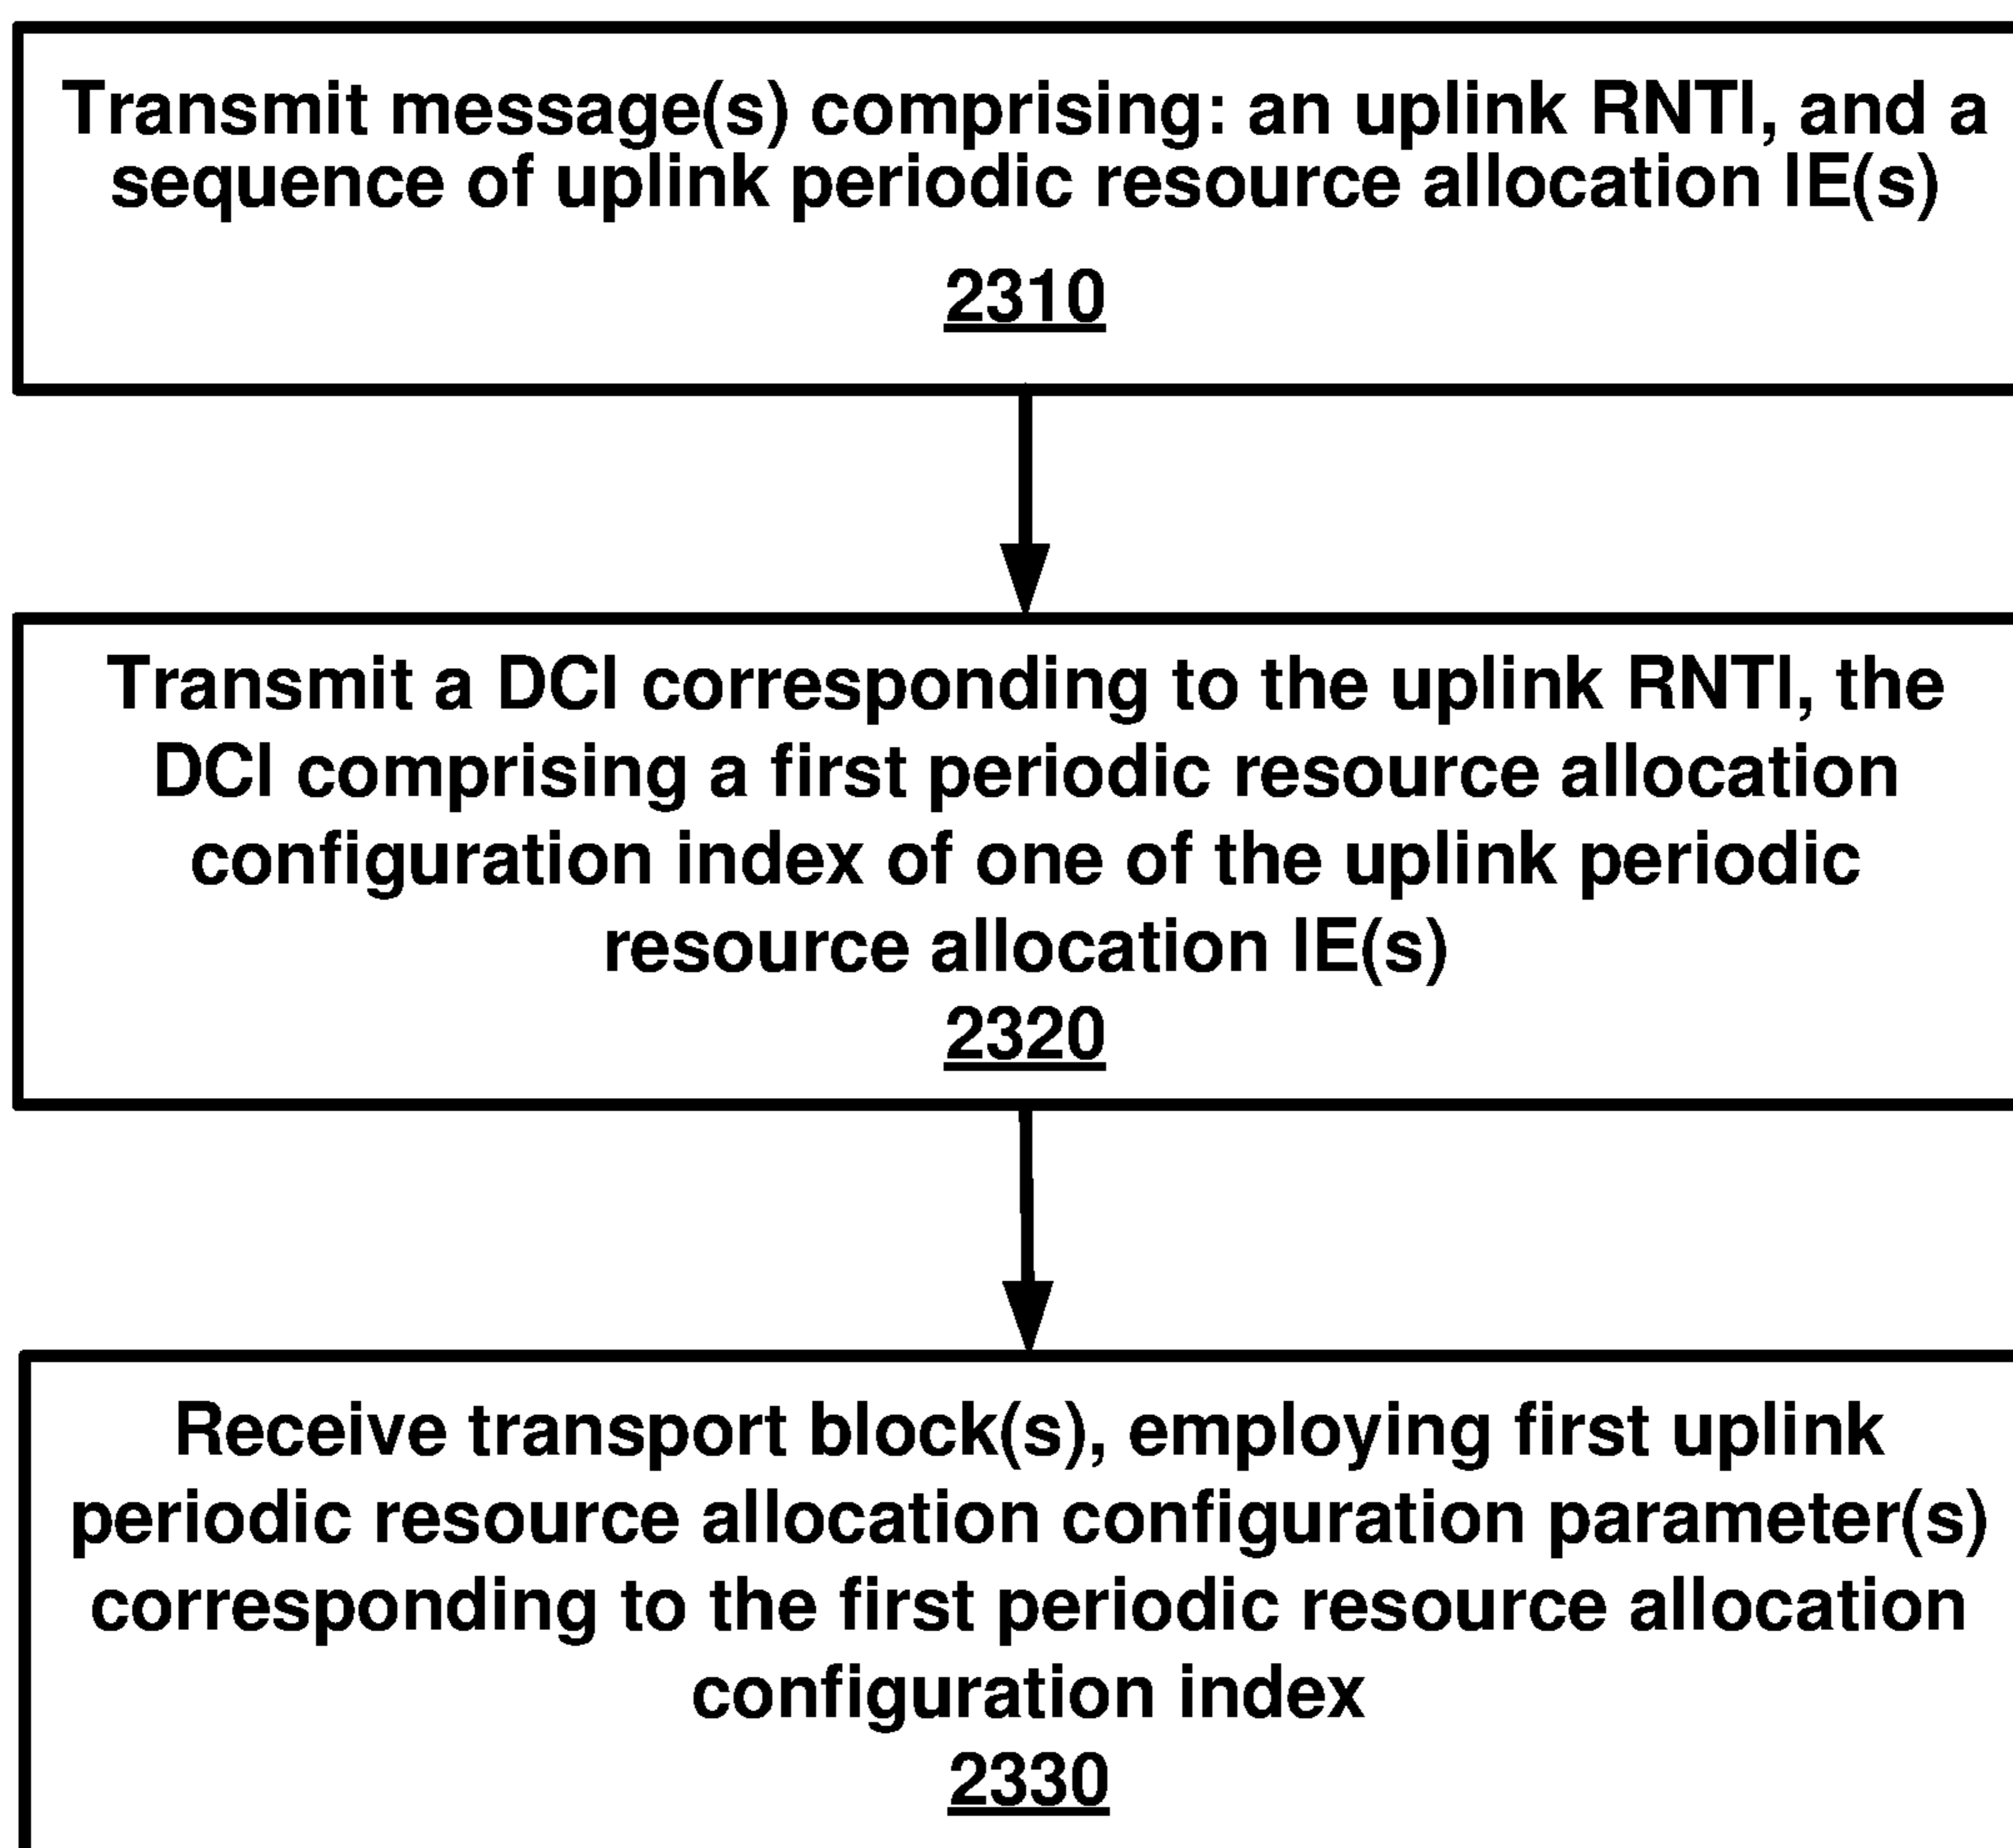 Transmit message(s) comprising: an uplink RNTI, and a
sequence of uplink periodic resource allocation IE(s)
2310
Transmit a DCI corresponding to the uplink RNTI, the
DCI comprising a first periodic resource allocation
configuration index of one of the uplink periodic
resource allocation IE(s)
2320
Receive transport block(s), employing first uplink
periodic resource allocation configuration parameter(s)
corresponding to the first periodic resource allocation
configuration index
2330